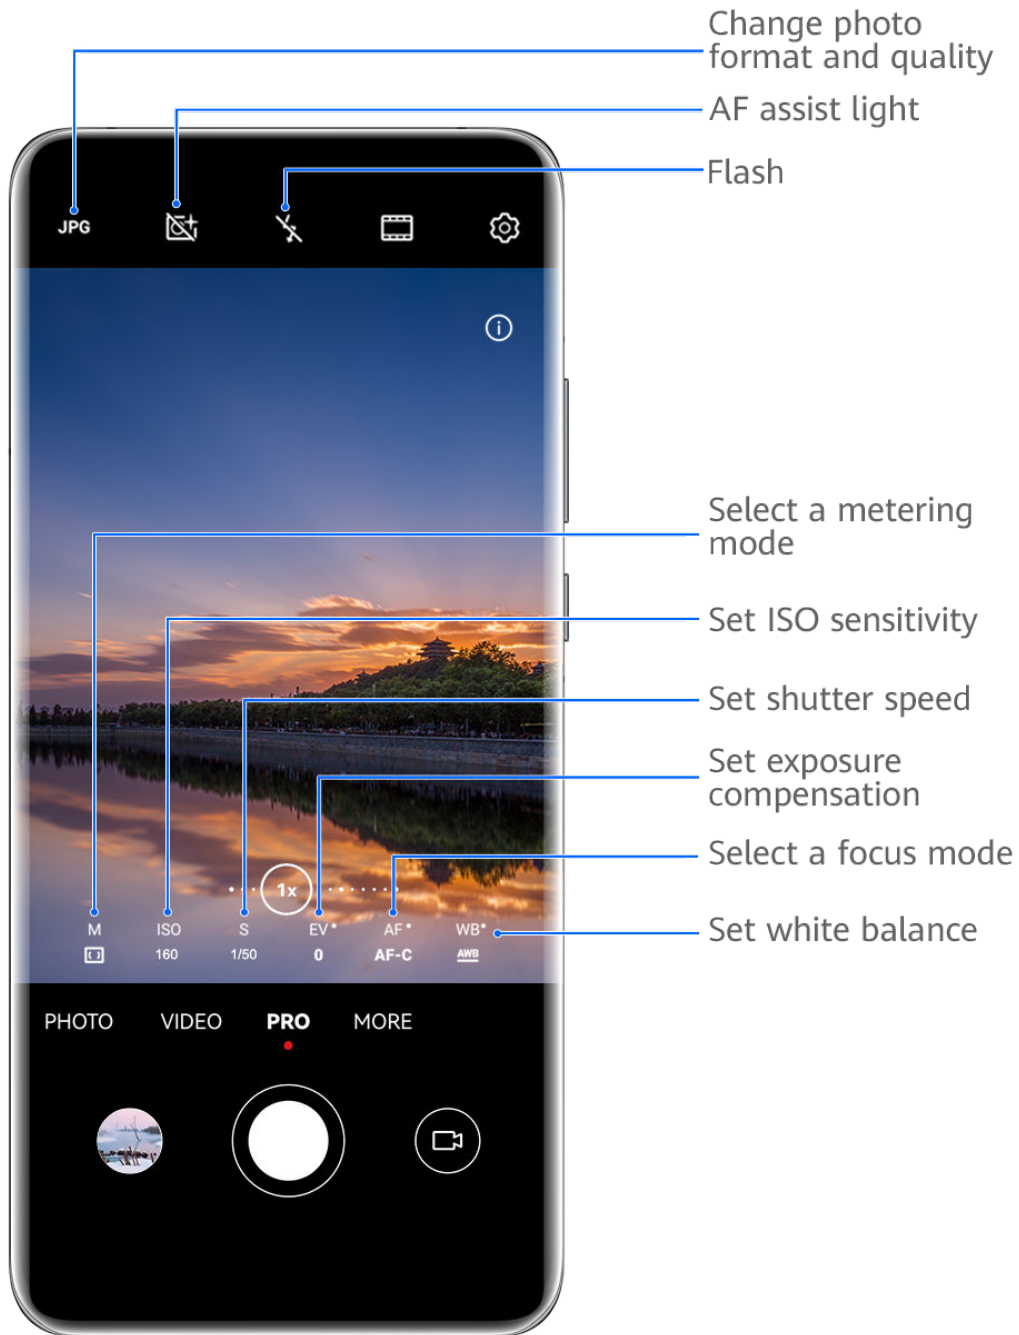 Change photo
format and quality
AF assist light
Flash
JPG
Select a metering
mode
Set ISO sensitivity
Set shutter speed
Set exposure
compensation
Select a focus mode
Set white balance
1x
M ISO S EV AF WB
160 1/50 0 AF-C AWB
PHOTO VIDEO PRO MORE